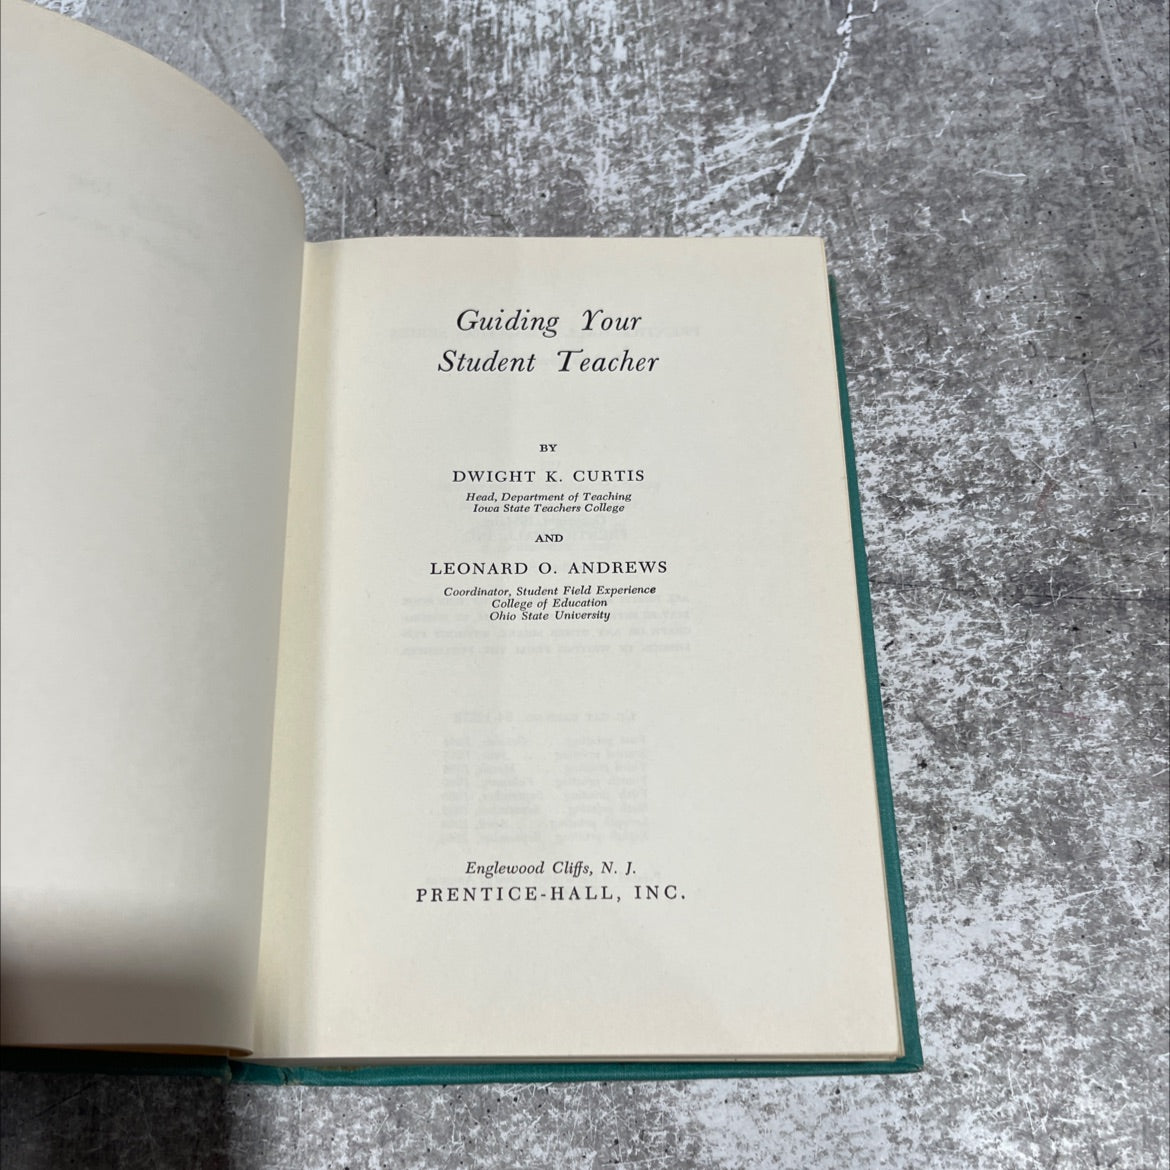 Guiding Your
Student Teacher
BY
DWIGHT K. CURTIS
Head, Department of Teaching
Iowa State Teachers College
AND
LEONARD O. ANDREWS
Coordinator, Student Field Experience
College of Education
Ohio State University
Englewood Cliffs, N. J.
PRENTICE-HALL, INC.